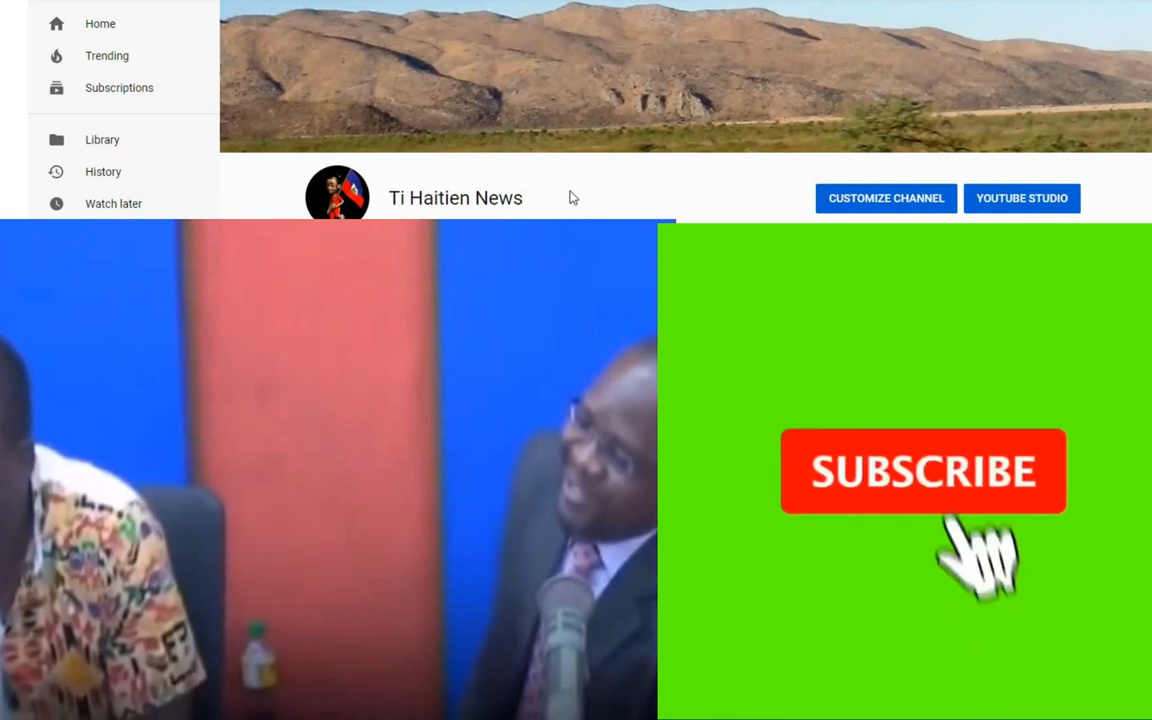 Home
Trending
Subscriptions
Library
History
Watch later
Ti Haitien News
CUSTOMIZE CHANNEL
YOUTUBE STUDIO
SUBSCRIBE